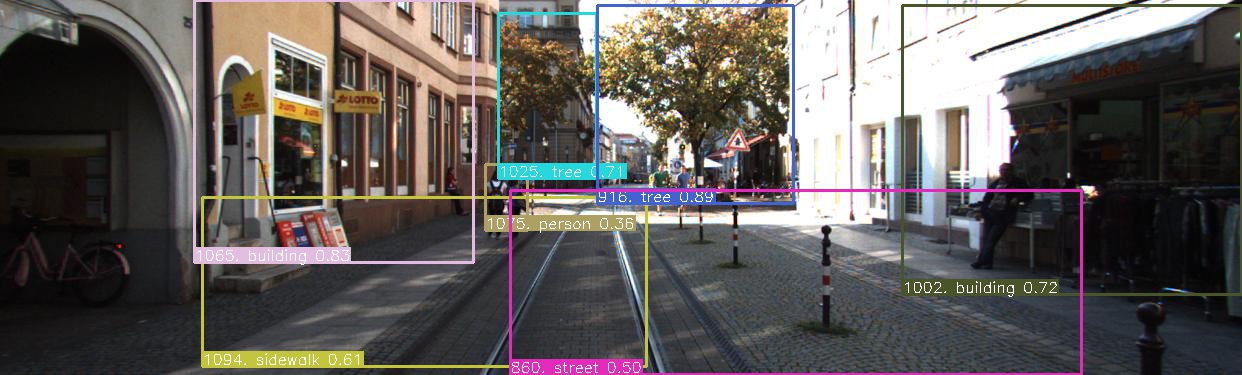 LOTTO
LOTTO
LOTTO
1025. tree 0.71
916. tree 0.89
1075. person 0.36
1065. building 0.83
1002. building 0.72
1094. sidewalk 0.61
860. street 0.50